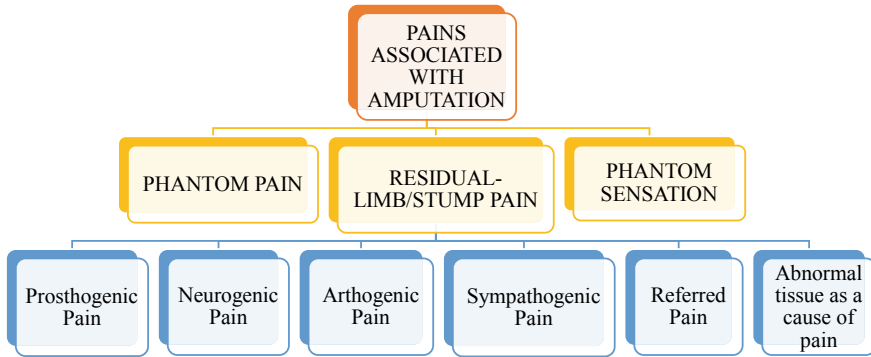 PAINS
ASSOCIATED
WITH
AMPUTATION
PHANTOM PAIN
RESIDUAL-
LIMB/STUMP PAIN
PHANTOM
SENSATION
Prosthogenic
Pain
Neurogenic
Pain
Arthogenic
Pain
Sympathogenic
Pain
Referred
Pain
Abnormal
tissue as a
cause of
pain